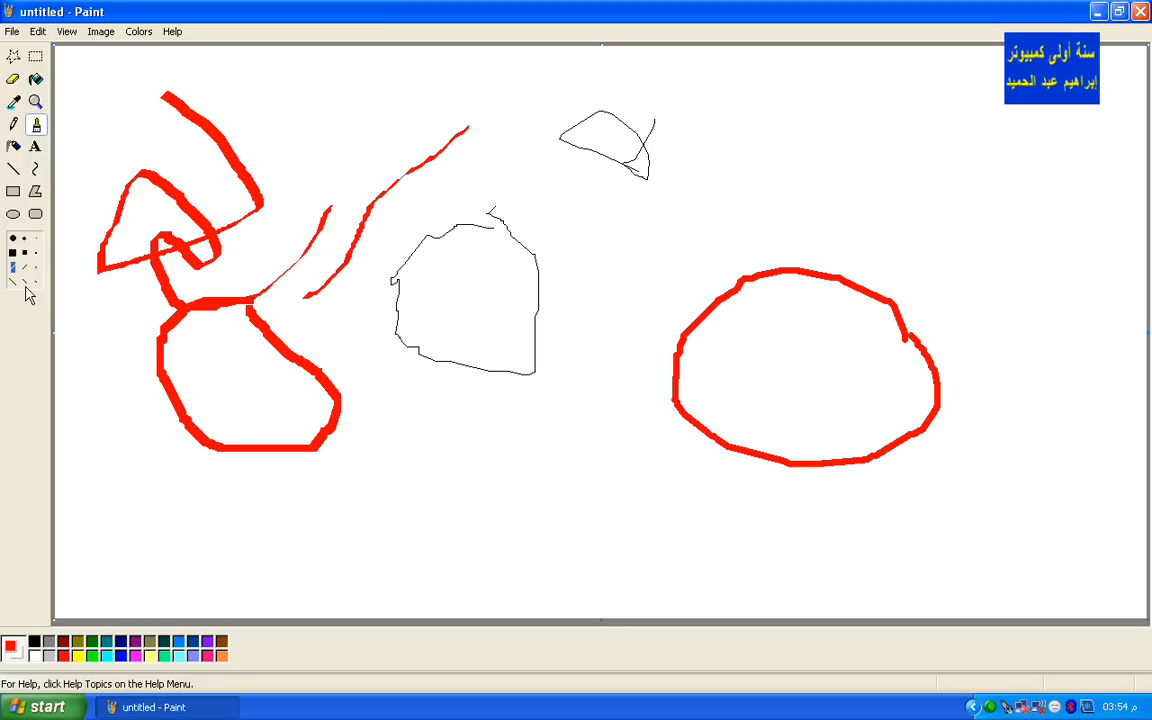 untitled - Paint
File Edit View Image Colors Help
سنة أولى كمبيوتر
إبراهيم عبد الحميد
A
For Help, click Help Topics on the Help Menu.
start
untitled - Paint
03:54 م